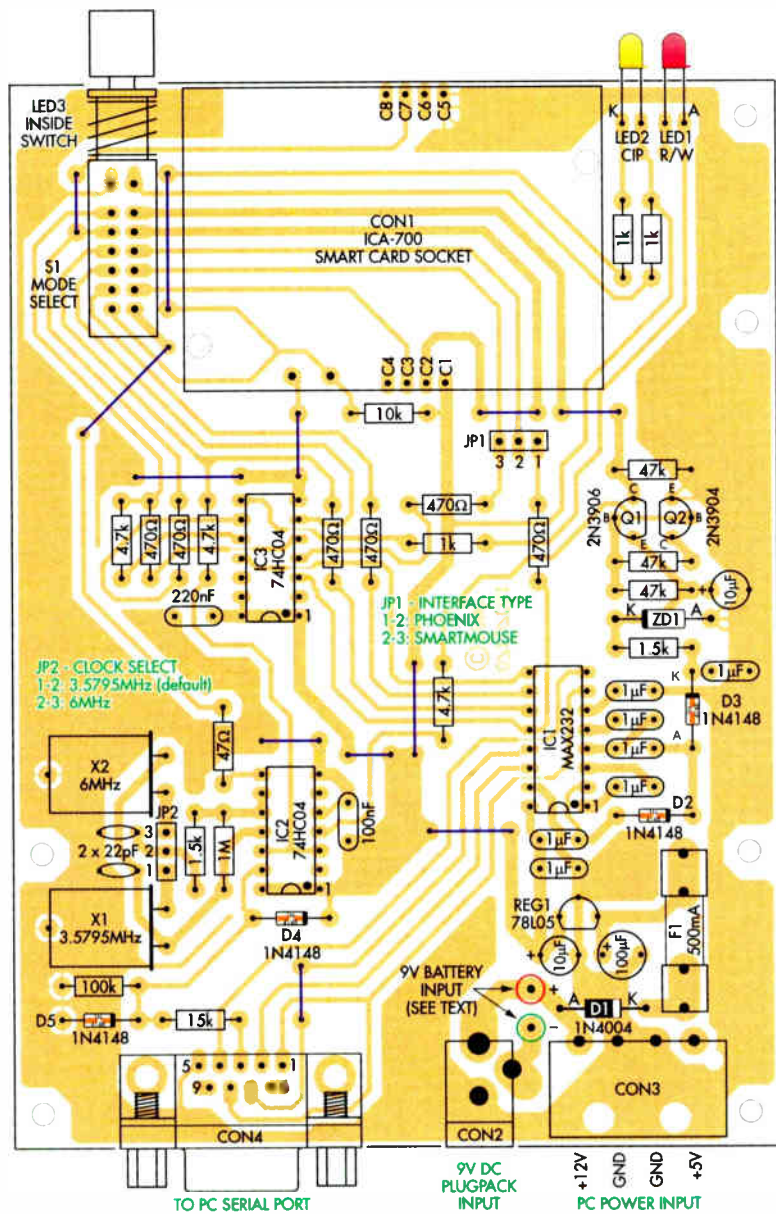 LED3
INSIDE
SWITCH
C8
C7
C6
C5
K
A
LED2
CIP
LED1
R/W
CON1
ICA-700
SMART CARD SOCKET
1k
1k
S1
MODE
SELECT
C4
C3
C2
C1
10k
JP1
3 2 1
47k
2N3906
C
B
Q1
E
E
Q2
B
C
2N3904
4.7k
470Ω
470Ω
4.7k
IC3
74HC04
1
470Ω
470Ω
470Ω
1k
470Ω
47k
47k
10µF
+
K
ZD1
A
1.5k
220nF
JP1 - INTERFACE TYPE
1-2: PHOENIX
2-3: SMARTMOUSE
©
JP2 - CLOCK SELECT
1-2: 3.5795MHz (default)
2-3: 6MHz
4.7k
IC1
MAX232
1
1µF
1µF
1µF
1µF
K
1µF
D3
1N4148
A
D2
1N4148
X2
6MHz
47Ω
JP2
3
2 x 22pF
2
1
1.5k
1M
IC2
74HC04
1
100nF
1µF
1µF
X1
3.5795MHz
D4
1N4148
REG1
78L05
F1
500mA
+
10µF
+
100µF
100k
9V BATTERY
INPUT
(SEE TEXT)
+
–
A
D1
K
1N4004
D5
1N4148
15k
5
1
9
CON4
CON2
CON3
TO PC SERIAL PORT
9V DC
PLUGPACK
INPUT
+12V
GND
GND
+5V
PC POWER INPUT